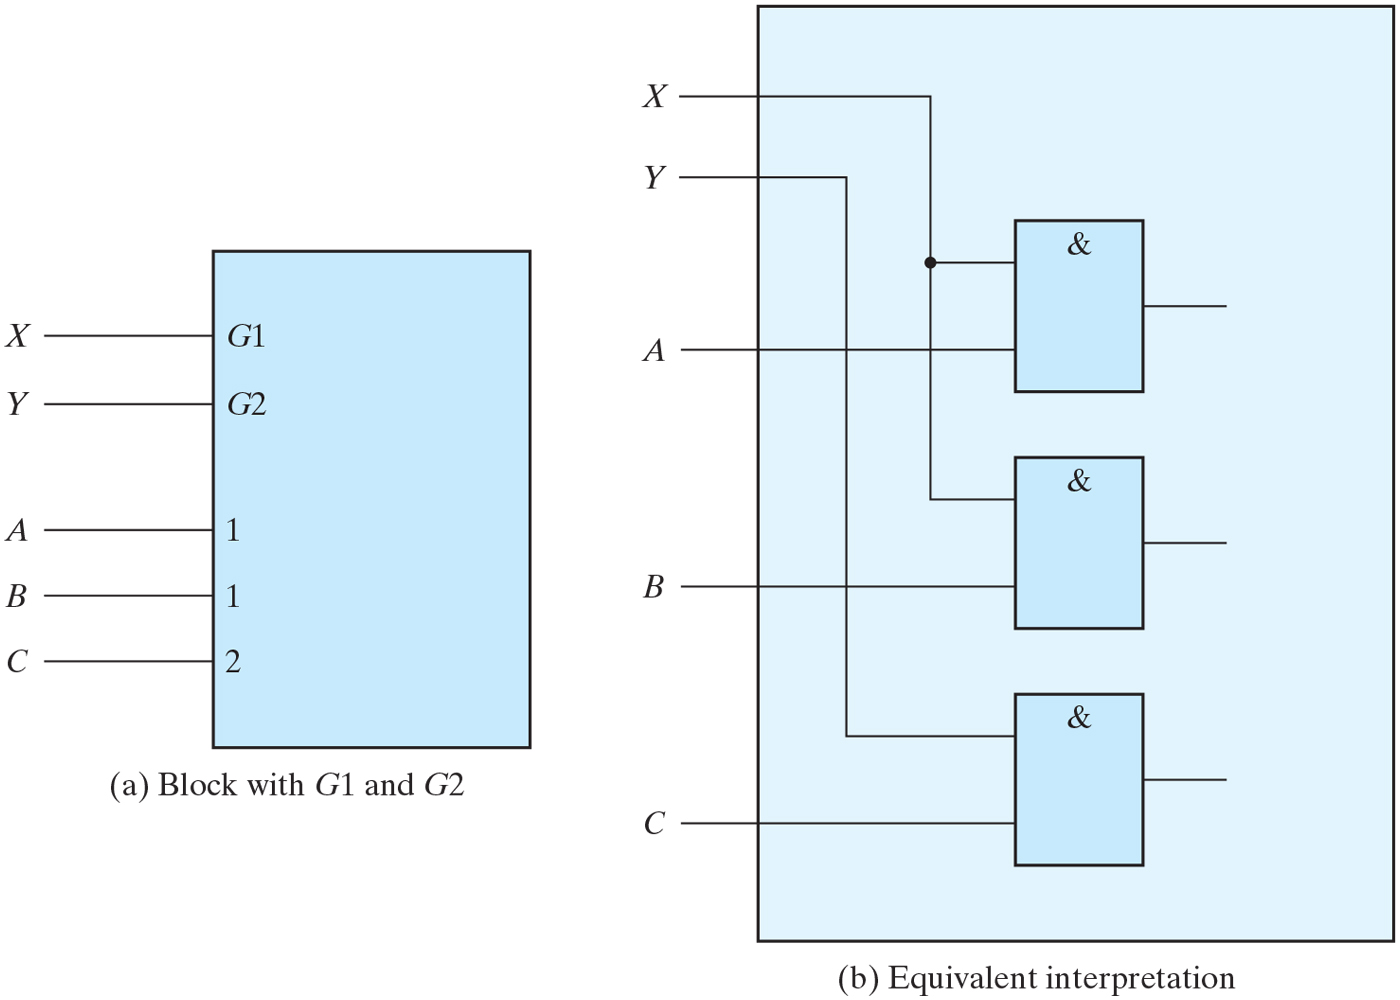 X G1
Y G2
A 1
B 1
C 2
(a) Block with G1 and G2
X
Y
&
A
&
B
&
C
(b) Equivalent interpretation